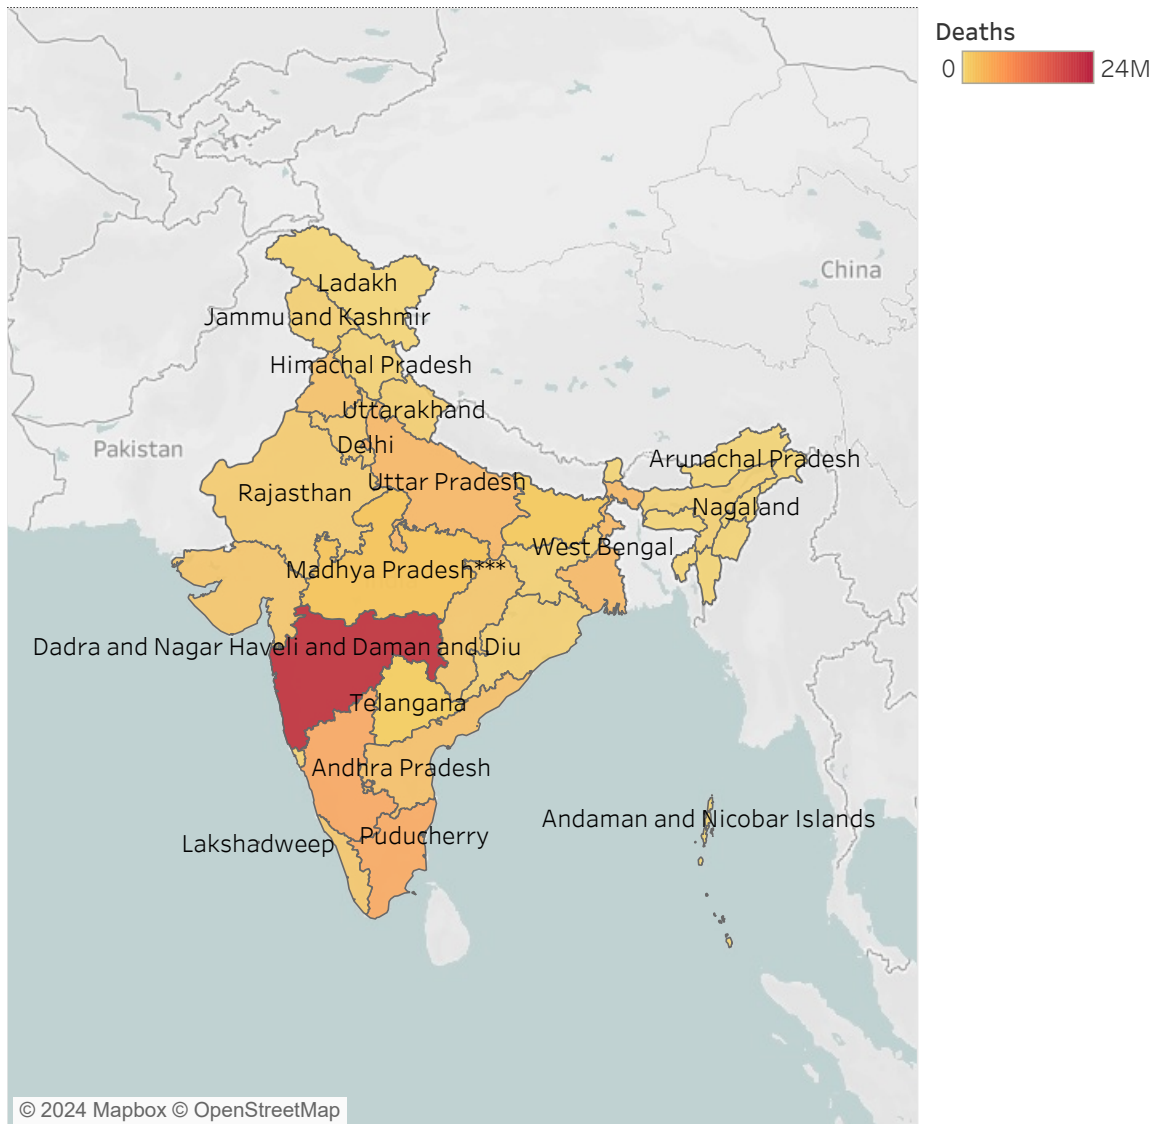 Deaths
0
24M
China
Ladakh
Jammu and Kashmir
Himachal Pradesh
Uttarakhand
Pakistan
Delhi
Arunachal Pradesh
Uttar Pradesh
Rajasthan
Nagaland
West Bengal
Madhya Pradesh***
Dadra and Nagar Haveli and Daman and Diu
Telangana
Andhra Pradesh
Andaman and Nicobar Islands
Puducherry
Lakshadweep
© 2024 Mapbox © OpenStreetMap